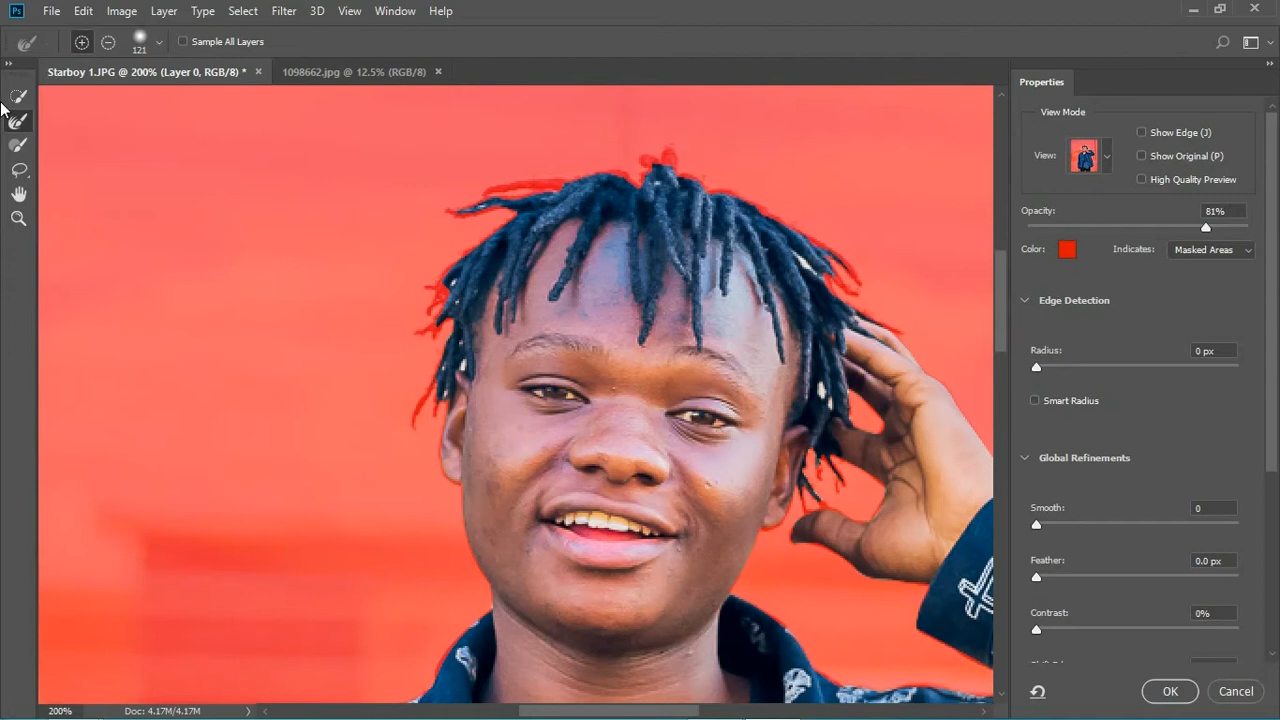 Ps File Edit Image Layer Type Select Filter 3D View Window Help
121 Sample All Layers
Starboy 1.JPG @ 200% (Layer 0, RGB/8) * × 1098662.jpg @ 12.5% (RGB/8) ×
Properties
View Mode
View:
Show Edge (J)
Show Original (P)
High Quality Preview
Opacity: 81%
Color: Indicates: Masked Areas
Edge Detection
Radius: 0 px
Smart Radius
Global Refinements
Smooth: 0
Feather: 0.0 px
Contrast: 0%
OK Cancel
200% Doc: 4.17M/4.17M